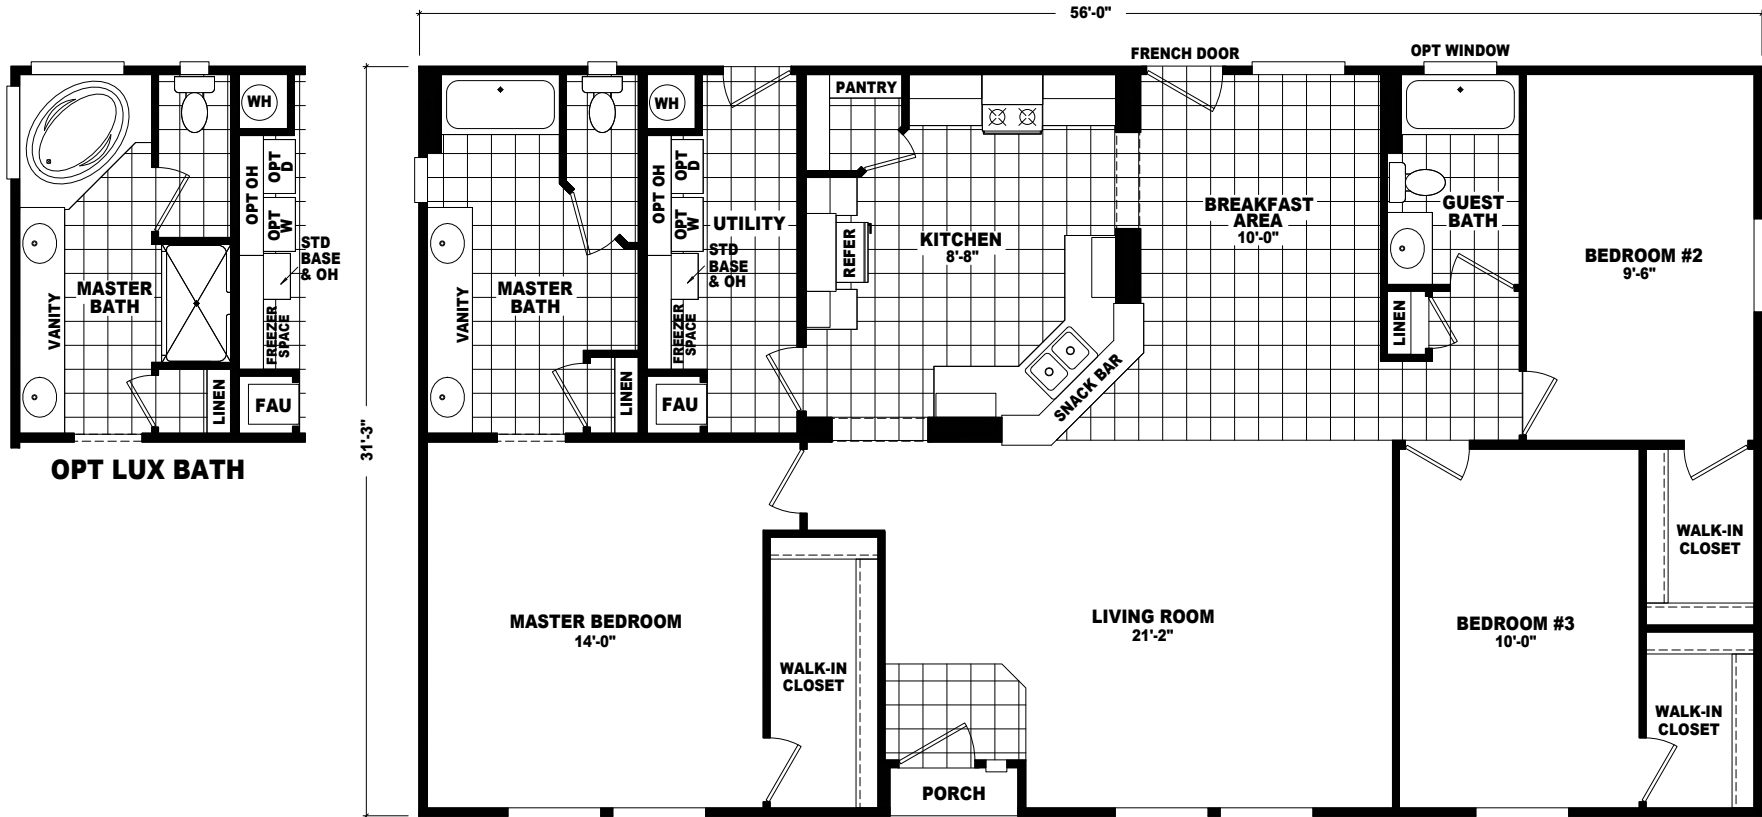 56'-0"
FRENCH DOOR
OPT WINDOW
WH
OPT OH
OPT
D
OPT
W
STD
BASE
& OH
MASTER
BATH
VANITY
FREEZER
SPACE
LINEN
FAU
OPT LUX BATH
31'-3"
WH
OPT OH
OPT
D
OPT
W
UTILITY
STD
BASE
& OH
MASTER
BATH
VANITY
FREEZER
SPACE
LINEN
FAU
PANTRY
REFER
KITCHEN
8'-8"
SNACK BAR
BREAKFAST
AREA
10'-0"
GUEST
BATH
LINEN
BEDROOM #2
9'-6"
MASTER BEDROOM
14'-0"
WALK-IN
CLOSET
LIVING ROOM
21'-2"
PORCH
BEDROOM #3
10'-0"
WALK-IN
CLOSET
WALK-IN
CLOSET